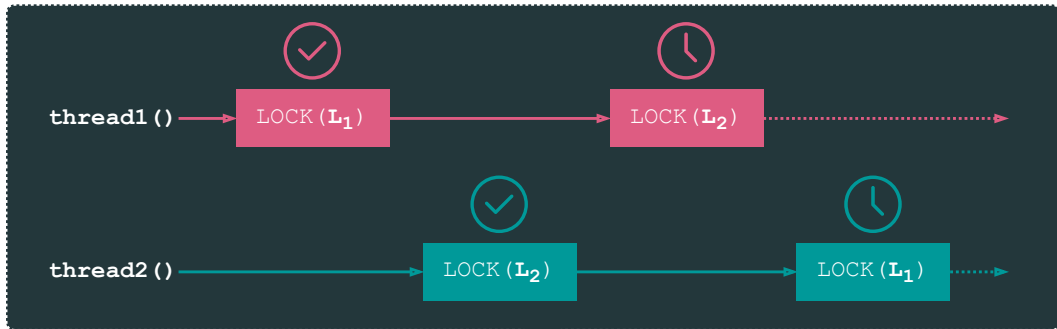 thread1() LOCK(L₁) LOCK(L₂)
thread2() LOCK(L₂) LOCK(L₁)